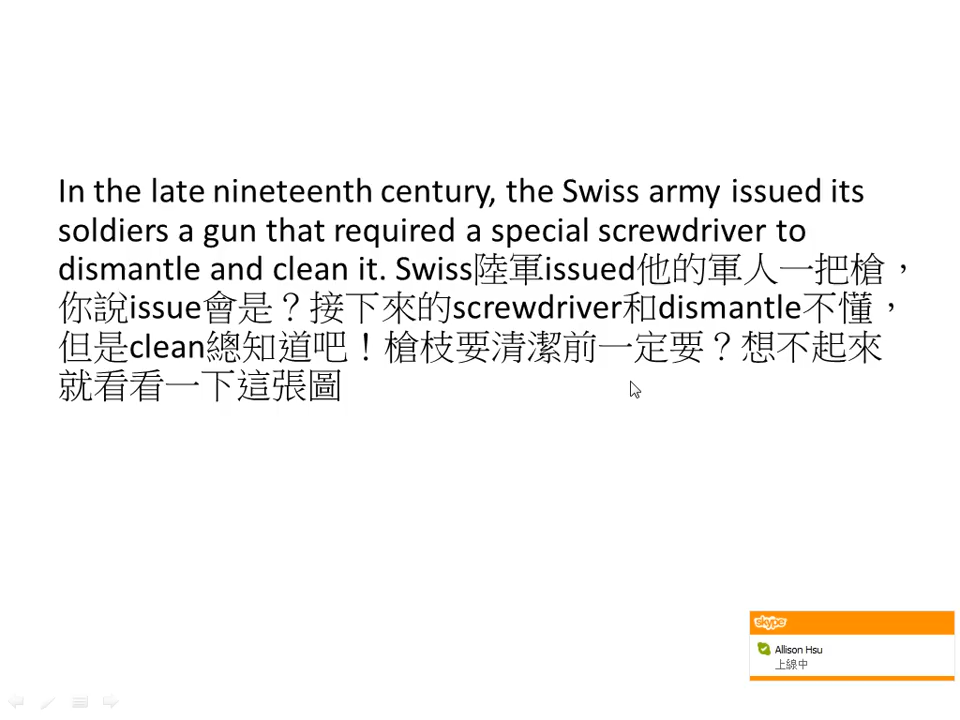 In the late nineteenth century, the Swiss army issued its
soldiers a gun that required a special screwdriver to
dismantle and clean it. Swiss陸軍issued他的軍人一把槍，
你說issue會是？接下來的screwdriver和dismantle不懂，
但是clean總知道吧！槍枝要清潔前一定要？想不起來
就看看一下這張圖
skype
Allison Hsu
上線中